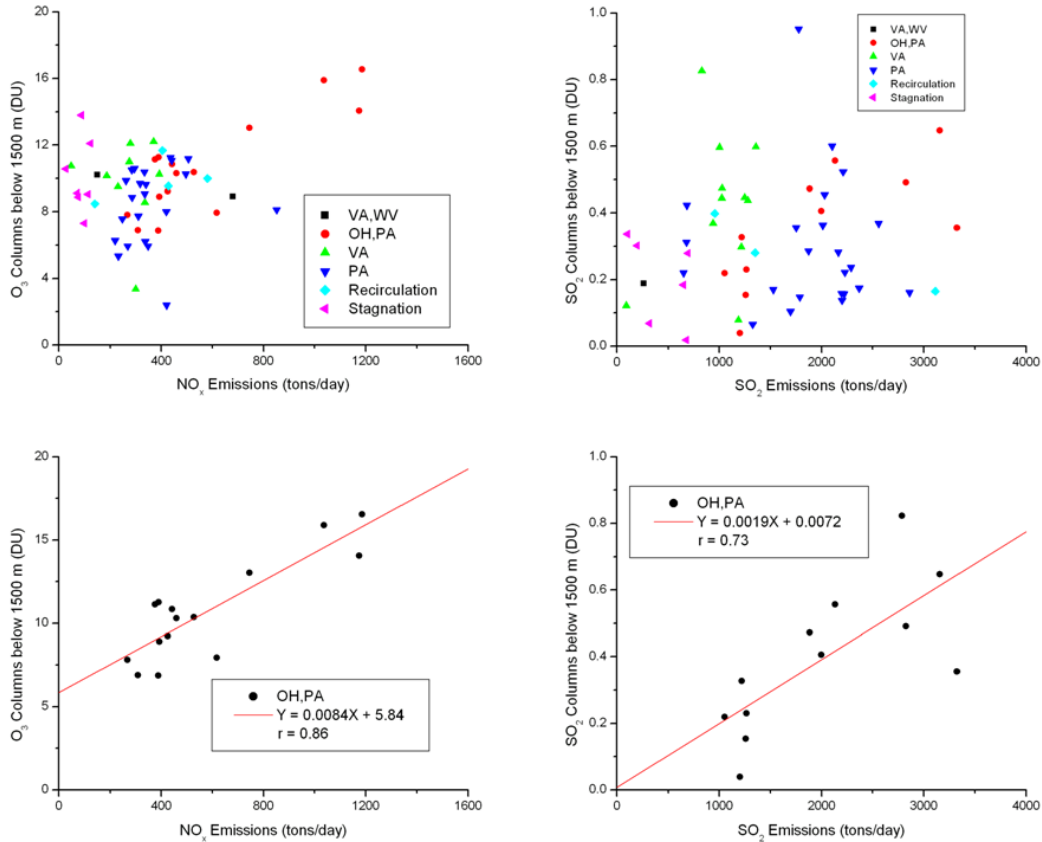 20
16
12
8
4
0
O₃ Columns below 1500 m (DU)
VA,WV
OH,PA
VA
PA
Recirculation
Stagnation
0 400 800 1200 1600
NOₓ Emissions (tons/day)
1.0
0.8
0.6
0.4
0.2
0.0
SO₂ Columns below 1500 m (DU)
VA,WV
OH,PA
VA
PA
Recirculation
Stagnation
0 1000 2000 3000 4000
SO₂ Emissions (tons/day)
20
15
10
5
0
O₃ Columns below 1500 m (DU)
OH,PA
Y = 0.0084X + 5.84
r = 0.86
0 400 800 1200 1600
NOₓ Emissions (tons/day)
1.0
0.8
0.6
0.4
0.2
0.0
SO₂ Columns below 1500 m (DU)
OH,PA
Y = 0.0019X + 0.0072
r = 0.73
0 1000 2000 3000 4000
SO₂ Emissions (tons/day)